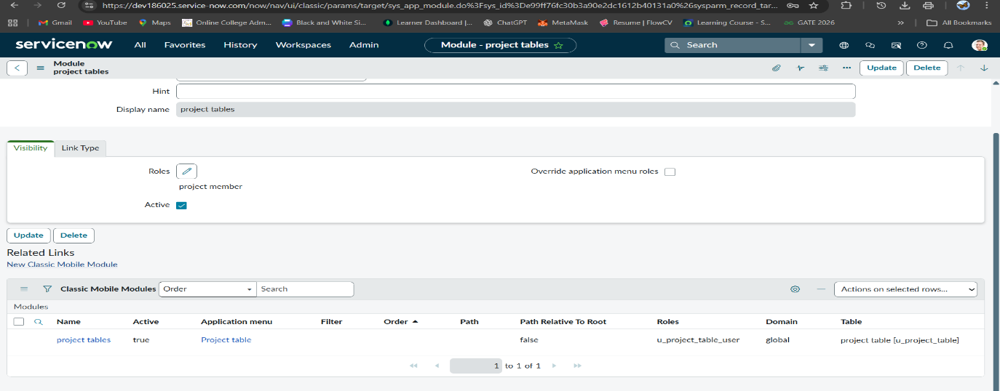 https://dev186025.service-now.com/now/nav/ui/classic/params/target/sys_app_module.do%3Fsys_id%3De99ff76fc30b3a90e2dc1612b40131a0%26sysparm_record_tar...
Gmail YouTube Maps Online College Adm... Black and White Si... Learner Dashboard |... ChatGPT MetaMask Resume | FlowCV Learning Course - S... GATE 2026 » All Bookmarks
servicenow All Favorites History Workspaces Admin Module - project tables Search
Module
project tables
Update Delete
Hint
Display name project tables
Visibility Link Type
Roles
Override application menu roles
project member
Active
Update Delete
Related Links
New Classic Mobile Module
Classic Mobile Modules Order Search Actions on selected rows...
Modules
Name Active Application menu Filter Order Path Path Relative To Root Roles Domain Table
project tables true Project table false u_project_table_user global project table [u_project_table]
1 to 1 of 1